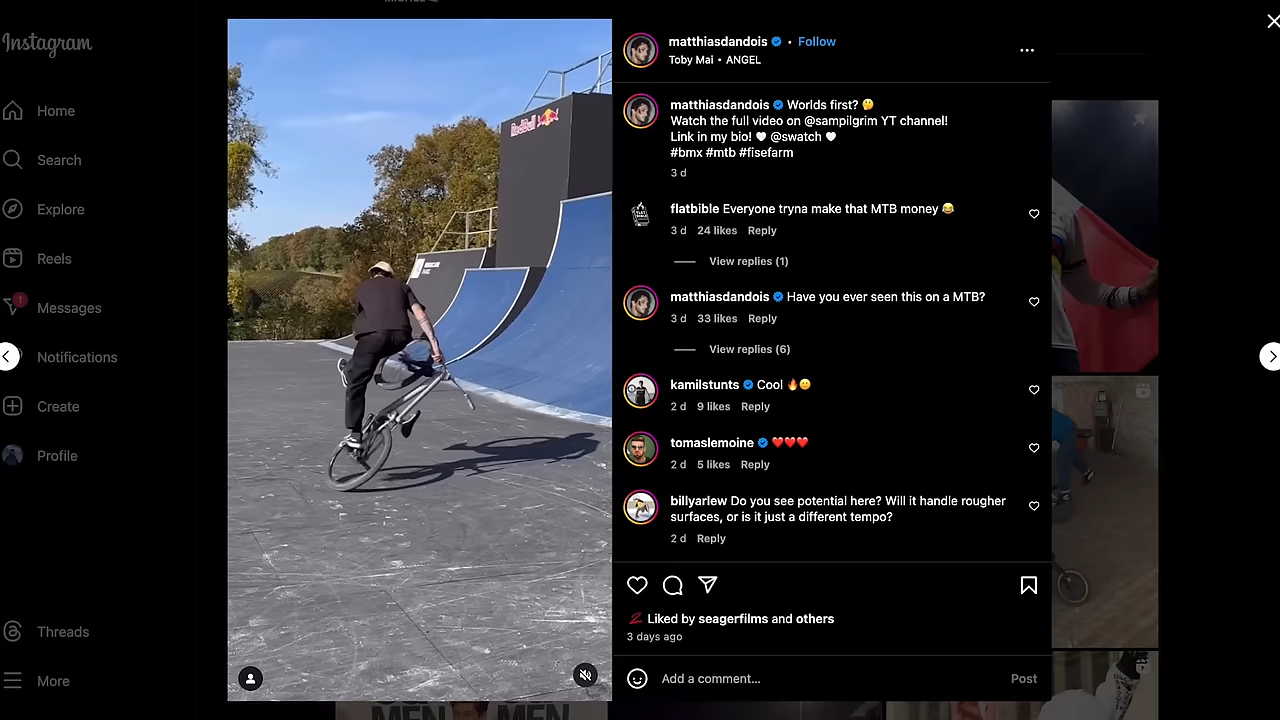 Instagram
Home
Search
Explore
Reels
1
Messages
Notifications
Create
Profile
Threads
More
RedBull
matthiasdandois • Follow
Toby Mai • ANGEL
matthiasdandois Worlds first? 🤔
Watch the full video on @sampilgrim YT channel!
Link in my bio! 🖤 @swatch 🖤
#bmx #mtb #fisefarm
3 d
flatbible Everyone tryna make that MTB money 😂
3 d 24 likes Reply
View replies (1)
matthiasdandois Have you ever seen this on a MTB?
3 d 33 likes Reply
View replies (6)
kamilstunts Cool 🔥🙂
2 d 9 likes Reply
tomaslemoine ❤️❤️❤️
2 d 5 likes Reply
billyarlew Do you see potential here? Will it handle rougher
surfaces, or is it just a different tempo?
2 d Reply
Liked by seagerfilms and others
3 days ago
Add a comment... Post
MEN MEN